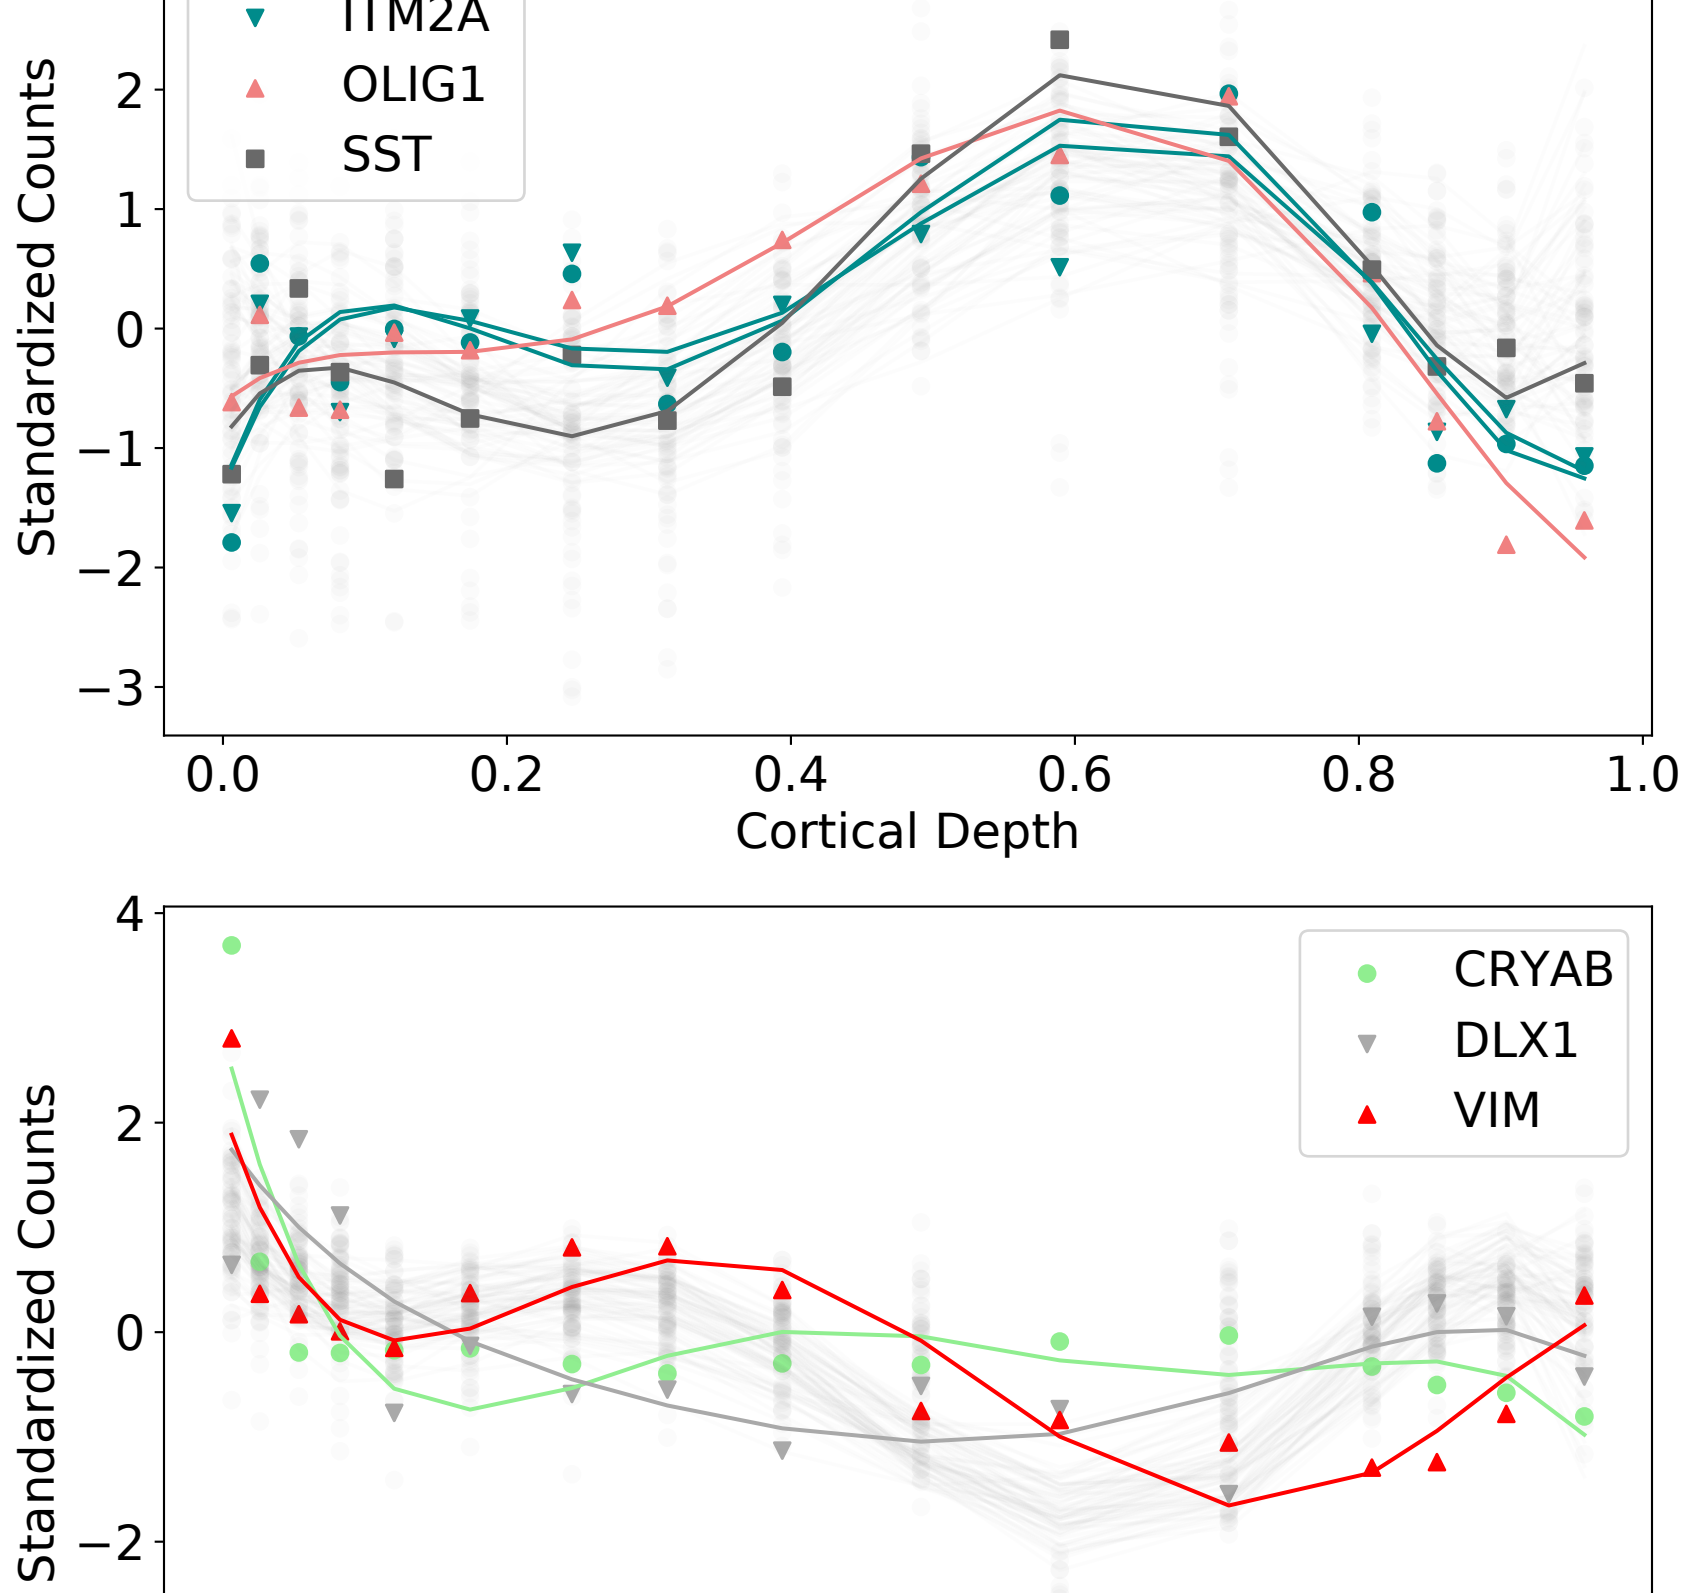 ITM2A
OLIG1
SST
Standardized Counts
2
1
0
−1
−2
−3
0.0 0.2 0.4 0.6 0.8 1.0
Cortical Depth
CRYAB
DLX1
VIM
Standardized Counts
4
2
0
−2